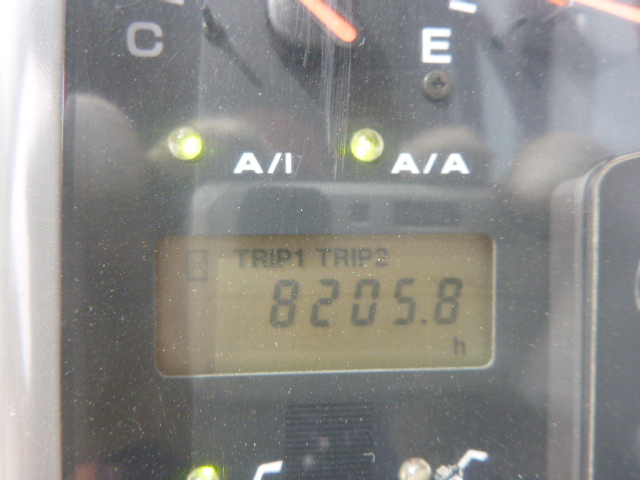 C
E
A/I A/A
TRIP1 TRIP2
8205.8
h